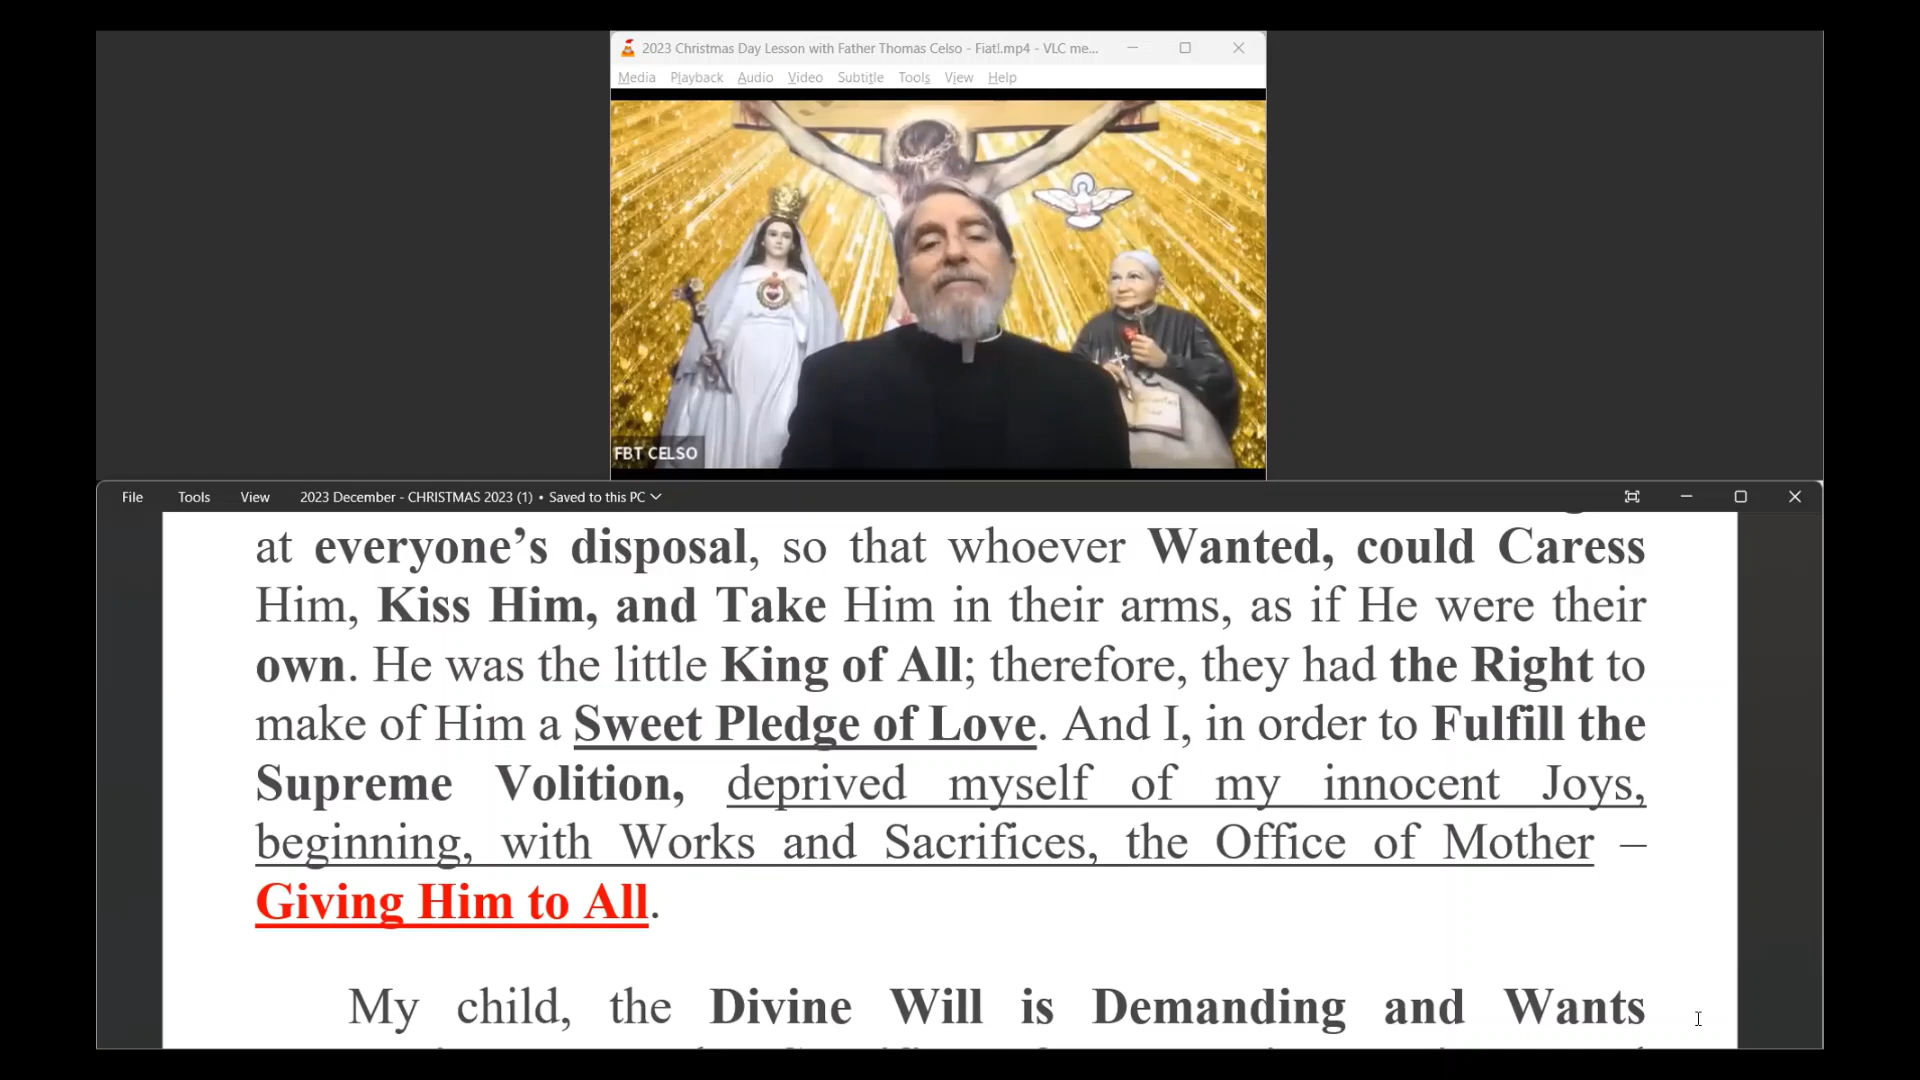 2023 Christmas Day Lesson with Father Thomas Celso - Fiat!.mp4 - VLC me...
Media Playback Audio Video Subtitle Tools View Help
FBT CELSO
File Tools View 2023 December - CHRISTMAS 2023 (1) • Saved to this PC
at everyone’s disposal, so that whoever Wanted, could Caress
Him, Kiss Him, and Take Him in their arms, as if He were their
own. He was the little King of All; therefore, they had the Right to
make of Him a Sweet Pledge of Love. And I, in order to Fulfill the
Supreme Volition, deprived myself of my innocent Joys,
beginning, with Works and Sacrifices, the Office of Mother –
Giving Him to All.
My child, the Divine Will is Demanding and Wants